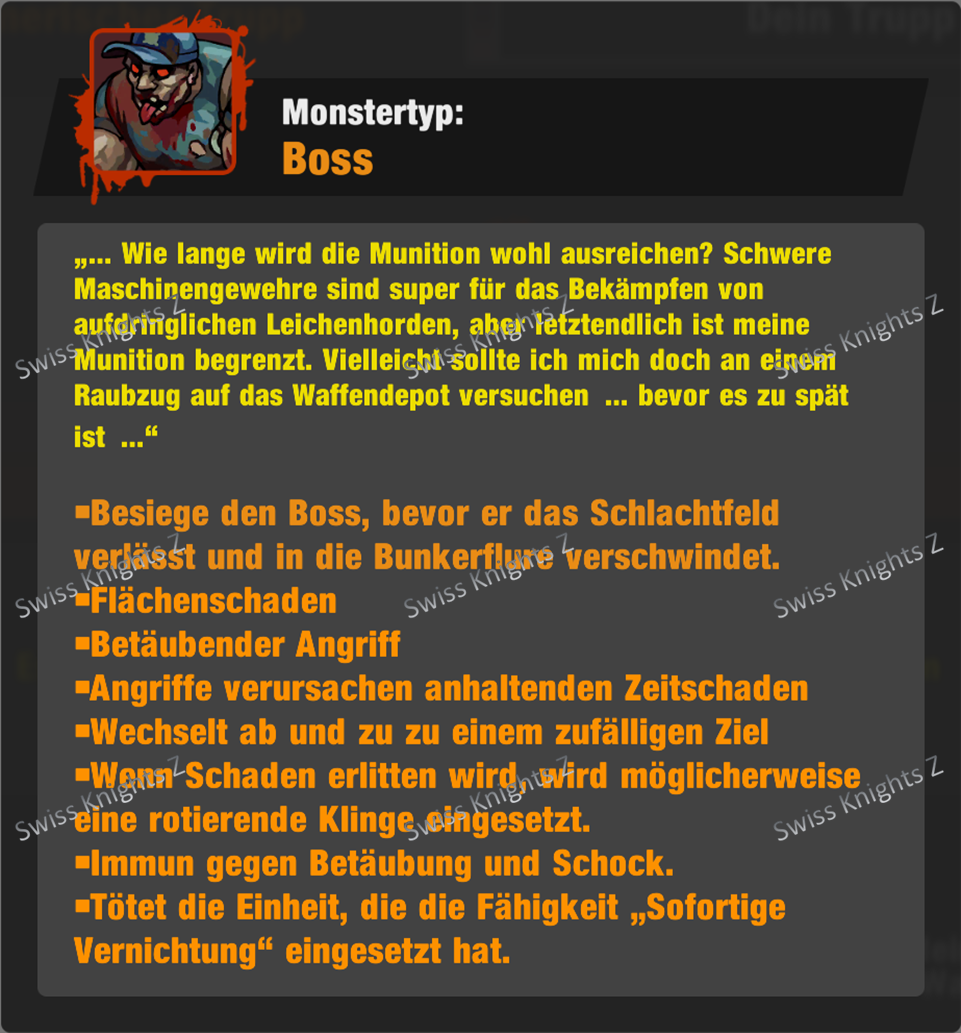 Dein Trupp
Monstertyp:
Boss
„... Wie lange wird die Munition wohl ausreichen? Schwere
Maschinengewehre sind super für das Bekämpfen von
aufdringlichen Leichenhorden, aber letztendlich ist meine
Munition begrenzt. Vielleicht sollte ich mich doch an einem
Raubzug auf das Waffendepot versuchen ... bevor es zu spät
ist ...“
▪Besiege den Boss, bevor er das Schlachtfeld
verlässt und in die Bunkerflure verschwindet.
▪Flächenschaden
▪Betäubender Angriff
▪Angriffe verursachen anhaltenden Zeitschaden
▪Wechselt ab und zu zu einem zufälligen Ziel
▪Wenn Schaden erlitten wird, wird möglicherweise
eine rotierende Klinge eingesetzt.
▪Immun gegen Betäubung und Schock.
▪Tötet die Einheit, die die Fähigkeit „Sofortige
Vernichtung“ eingesetzt hat.
Swiss Knights Z
Swiss Knights Z
Swiss Knights Z
Swiss Knights Z
Swiss Knights Z
Swiss Knights Z
Swiss Knights Z
Swiss Knights Z
Swiss Knights Z